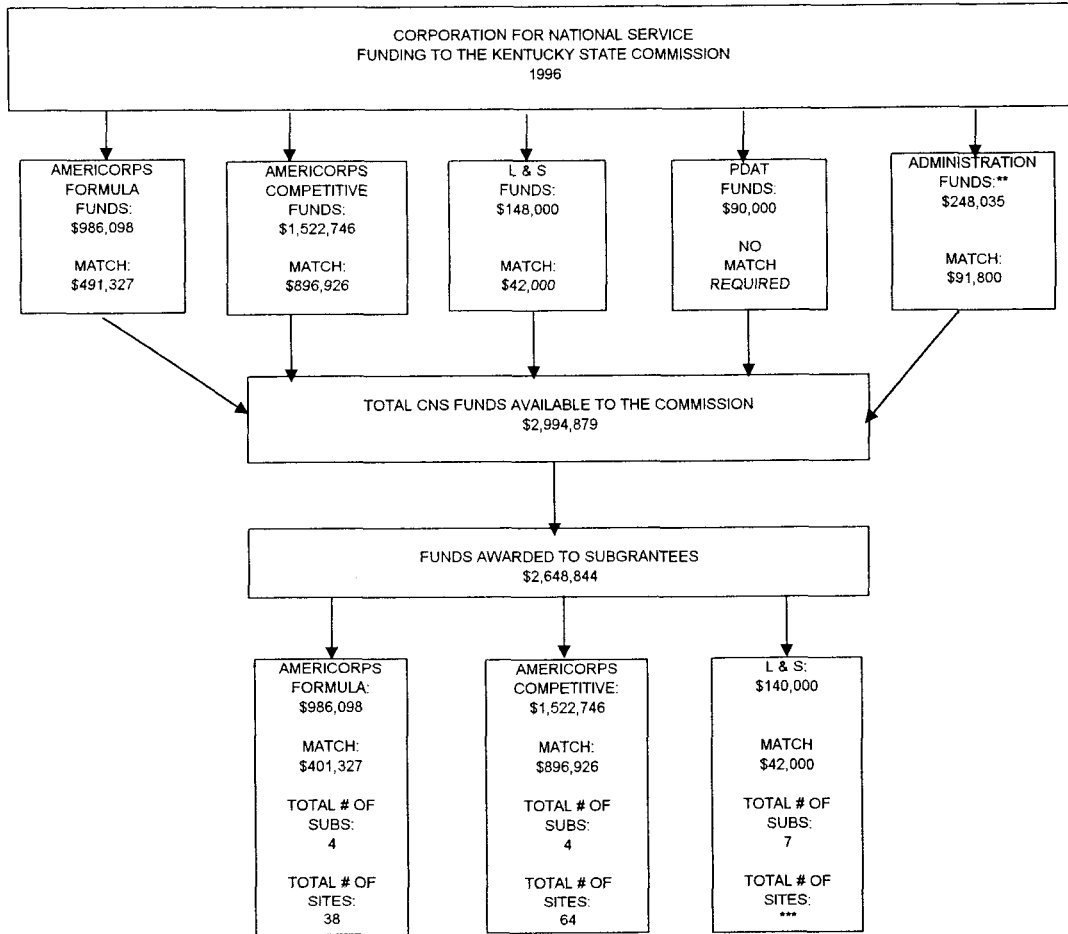 CORPORATION FOR NATIONAL SERVICE
FUNDING TO THE KENTUCKY STATE COMMISSION
1996
AMERICORPS
FORMULA
FUNDS:
$986,098
MATCH:
$491,327
AMERICORPS
COMPETITIVE
FUNDS:
$1,522,746
MATCH:
$896,926
L & S
FUNDS:
$148,000
MATCH:
$42,000
PDAT
FUNDS:
$90,000
NO
MATCH
REQUIRED
ADMINISTRATION
FUNDS:**
$248,035
MATCH:
$91,800
TOTAL CNS FUNDS AVAILABLE TO THE COMMISSION
$2,994,879
FUNDS AWARDED TO SUBGRANTEES
$2,648,844
AMERICORPS
FORMULA:
$986,098
MATCH:
$401,327
TOTAL # OF
SUBS:
4
TOTAL # OF
SITES:
38
AMERICORPS
COMPETITIVE:
$1,522,746
MATCH:
$896,926
TOTAL # OF
SUBS:
4
TOTAL # OF
SITES:
64
L & S:
$140,000
MATCH
$42,000
TOTAL # OF
SUBS:
7
TOTAL # OF
SITES:
***